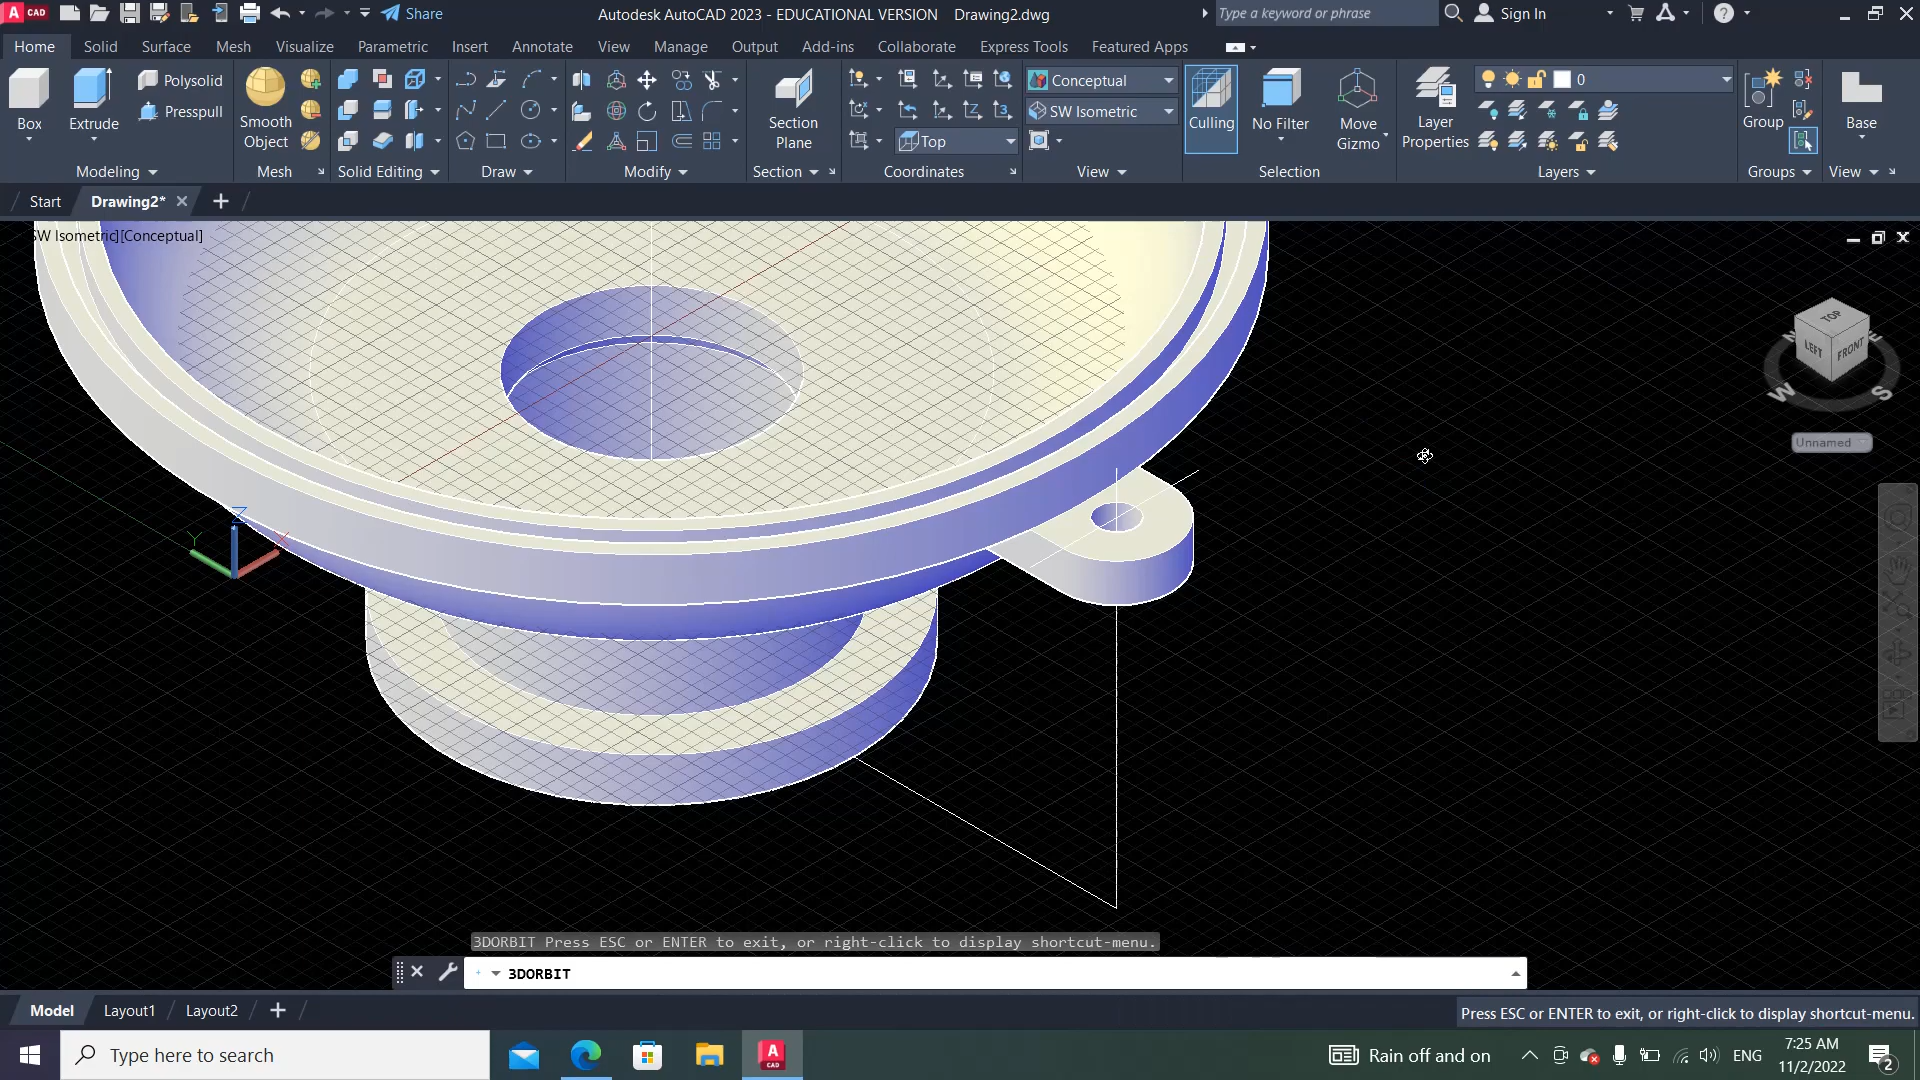 A CAD Share Autodesk AutoCAD 2023 - EDUCATIONAL VERSION Drawing2.dwg Type a keyword or phrase Sign In
Home Solid Surface Mesh Visualize Parametric Insert Annotate View Manage Output Add-ins Collaborate Express Tools Featured Apps
Box Extrude Polysolid Presspull Smooth Object Section Plane Top Conceptual SW Isometric Culling No Filter Move Gizmo Layer Properties 0 Group Base
Modeling Mesh Solid Editing Draw Modify Section Coordinates View Selection Layers Groups View
Start Drawing2*
SW Isometric][Conceptual]
TOP
LEFT FRONT
N E
W S
Unnamed
Z
Y X
3DORBIT Press ESC or ENTER to exit, or right-click to display shortcut-menu.
3DORBIT
Model Layout1 Layout2
Press ESC or ENTER to exit, or right-click to display shortcut-menu.
Type here to search
A CAD
Rain off and on ENG 7:25 AM
11/2/2022
2